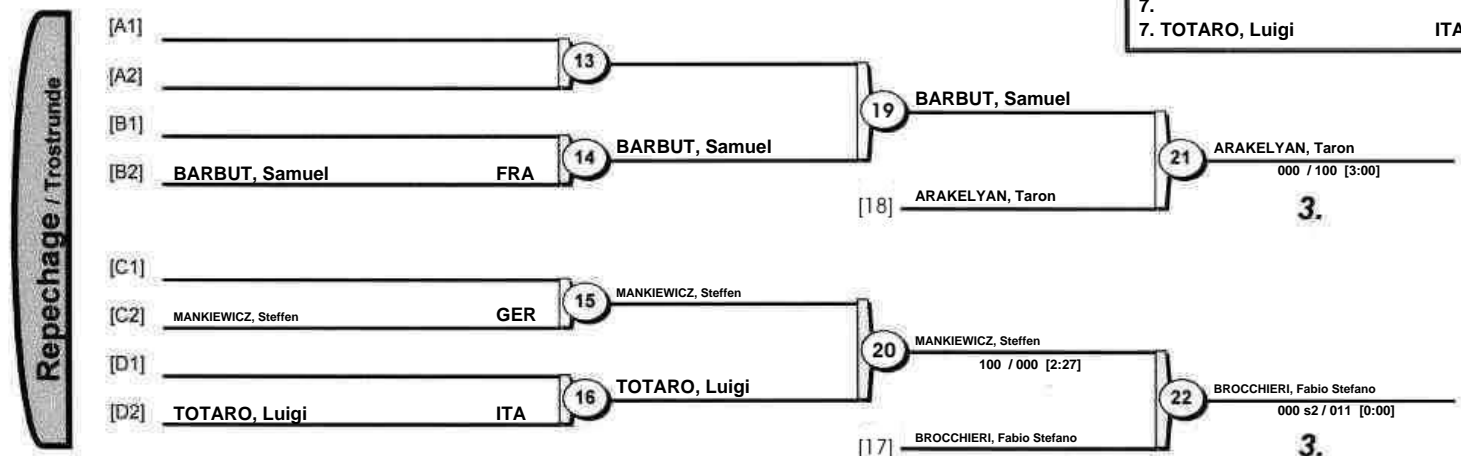 7.
7. TOTARO, Luigi ITA
Repechage / Trostrunde
[A1]
13
[A2]
19 BARBUT, Samuel
[B1]
14 BARBUT, Samuel
21 ARAKELYAN, Taron
000 / 100 [3:00]
[B2] BARBUT, Samuel FRA
[18] ARAKELYAN, Taron
3.
[C1]
15 MANKIEWICZ, Steffen
[C2] MANKIEWICZ, Steffen GER
20 MANKIEWICZ, Steffen
100 / 000 [2:27]
[D1]
16 TOTARO, Luigi
22 BROCCHIERI, Fabio Stefano
000 s2 / 011 [0:00]
[D2] TOTARO, Luigi ITA
[17] BROCCHIERI, Fabio Stefano
3.